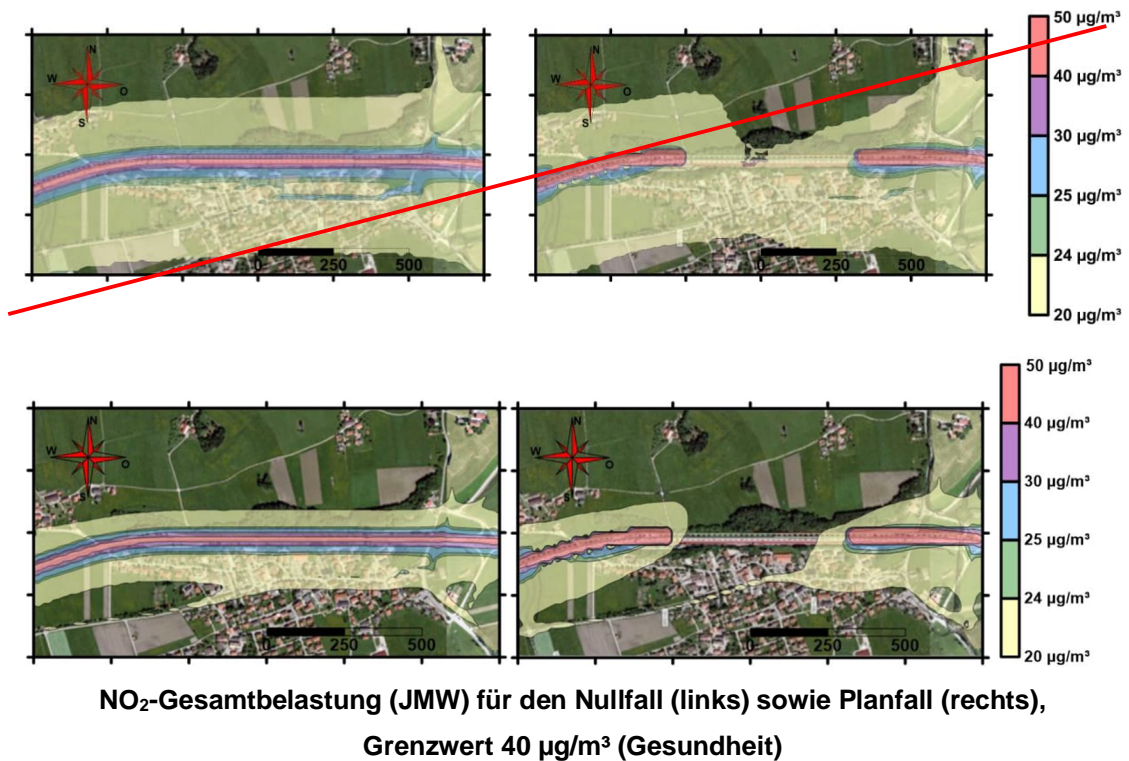 N
W O
S
0 250 500
N
W O
S
0 250 500
50 µg/m³
40 µg/m³
30 µg/m³
25 µg/m³
24 µg/m³
20 µg/m³
N
W O
S
0 250 500
N
W O
S
0 250 500
50 µg/m³
40 µg/m³
30 µg/m³
25 µg/m³
24 µg/m³
20 µg/m³
NO₂-Gesamtbelastung (JMW) für den Nullfall (links) sowie Planfall (rechts),
Grenzwert 40 µg/m³ (Gesundheit)